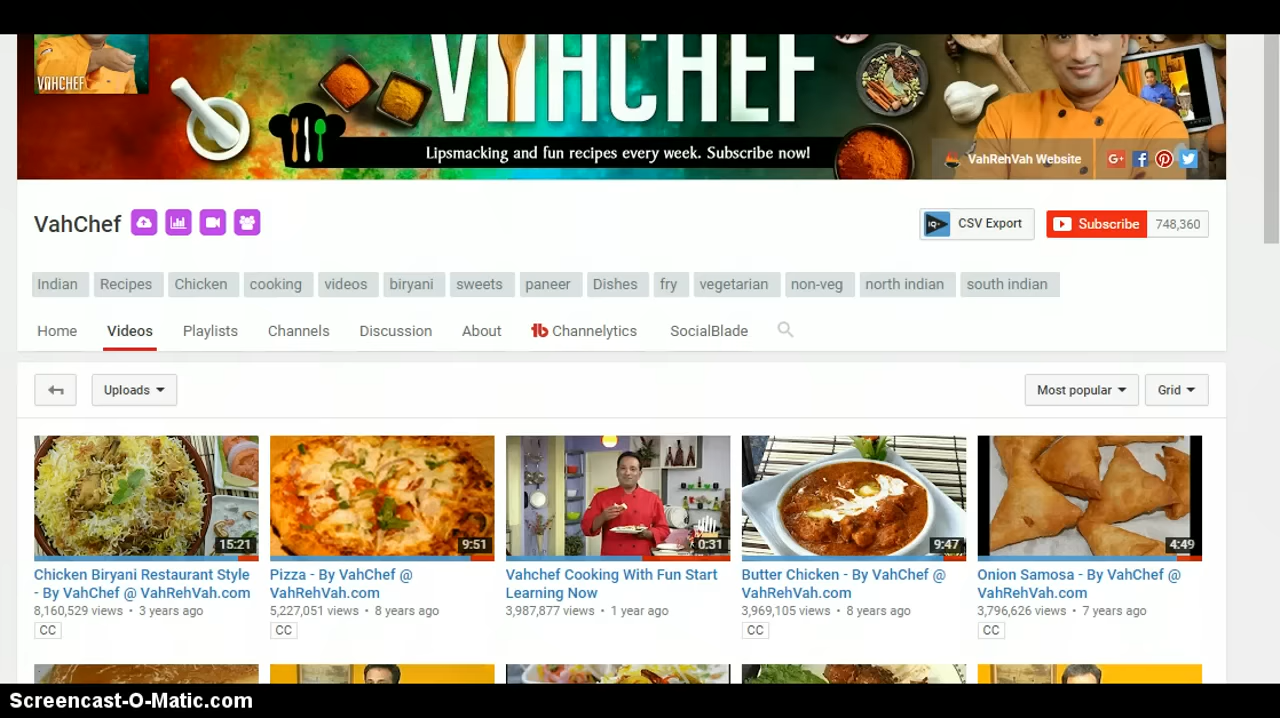 VAHCHEF
VAHCHEF
Lipsmacking and fun recipes every week. Subscribe now!
VahRehVah Website
G+
VahChef
IQ+
CSV Export
Subscribe
748,360
Indian
Recipes
Chicken
cooking
videos
biryani
sweets
paneer
Dishes
fry
vegetarian
non-veg
north indian
south indian
Home
Videos
Playlists
Channels
Discussion
About
tb Channelytics
SocialBlade
Uploads
Most popular
Grid
15:21
Chicken Biryani Restaurant Style
- By VahChef @ VahRehVah.com
8,160,529 views • 3 years ago
CC
9:51
Pizza - By VahChef @
VahRehVah.com
5,227,051 views • 8 years ago
CC
0:31
Vahchef Cooking With Fun Start
Learning Now
3,987,877 views • 1 year ago
9:47
Butter Chicken - By VahChef @
VahRehVah.com
3,969,105 views • 8 years ago
CC
4:49
Onion Samosa - By VahChef @
VahRehVah.com
3,796,626 views • 7 years ago
CC
Screencast-O-Matic.com